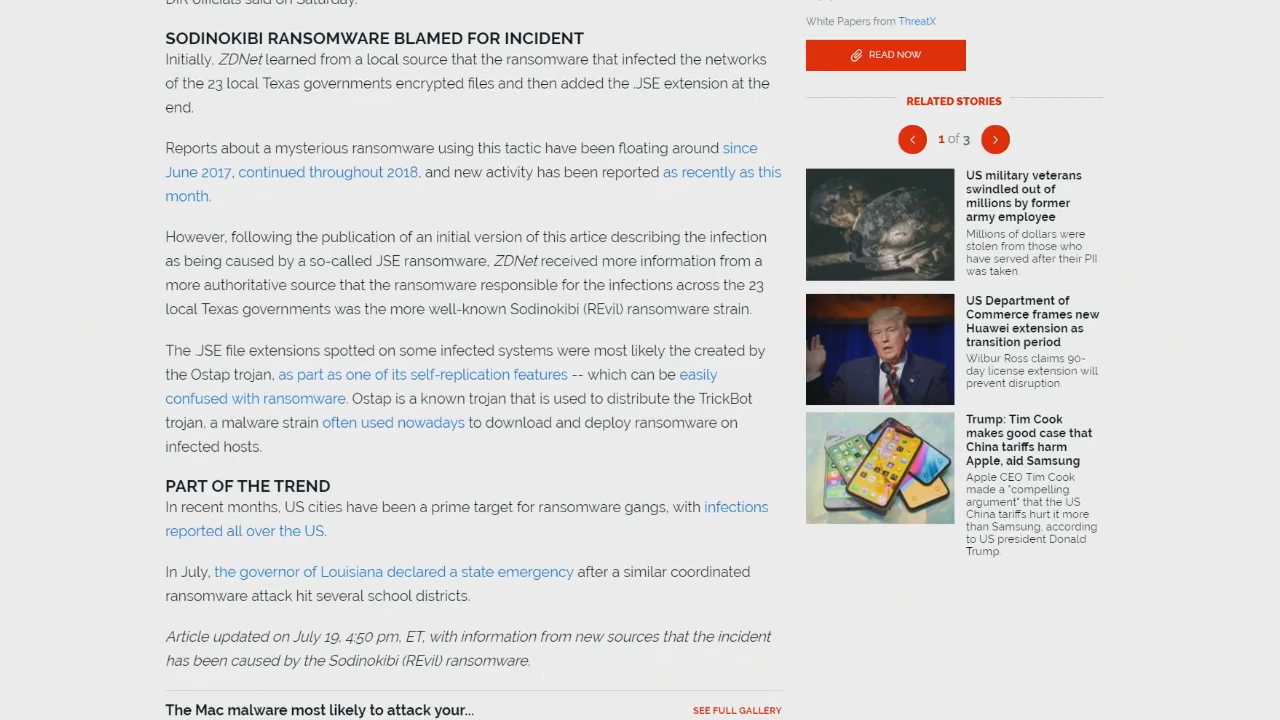 DIR officials said on Saturday.
SODINOKIBI RANSOMWARE BLAMED FOR INCIDENT
Initially, ZDNet learned from a local source that the ransomware that infected the networks
of the 23 local Texas governments encrypted files and then added the .JSE extension at the
end.
Reports about a mysterious ransomware using this tactic have been floating around since
June 2017, continued throughout 2018, and new activity has been reported as recently as this
month.
However, following the publication of an initial version of this artice describing the infection
as being caused by a so-called JSE ransomware, ZDNet received more information from a
more authoritative source that the ransomware responsible for the infections across the 23
local Texas governments was the more well-known Sodinokibi (REvil) ransomware strain.
The .JSE file extensions spotted on some infected systems were most likely the created by
the Ostap trojan, as part as one of its self-replication features -- which can be easily
confused with ransomware. Ostap is a known trojan that is used to distribute the TrickBot
trojan, a malware strain often used nowadays to download and deploy ransomware on
infected hosts.
PART OF THE TREND
In recent months, US cities have been a prime target for ransomware gangs, with infections
reported all over the US.
In July, the governor of Louisiana declared a state emergency after a similar coordinated
ransomware attack hit several school districts.
Article updated on July 19, 4:50 pm, ET, with information from new sources that the incident
has been caused by the Sodinokibi (REvil) ransomware.
The Mac malware most likely to attack your...
SEE FULL GALLERY
White Papers from ThreatX
READ NOW
RELATED STORIES
1 of 3
US military veterans
swindled out of
millions by former
army employee
Millions of dollars were
stolen from those who
have served after their PII
was taken.
US Department of
Commerce frames new
Huawei extension as
transition period
Wilbur Ross claims 90-
day license extension will
prevent disruption.
Trump: Tim Cook
makes good case that
China tariffs harm
Apple, aid Samsung
Apple CEO Tim Cook
made a "compelling
argument" that the US
China tariffs hurt it more
than Samsung, according
to US president Donald
Trump.